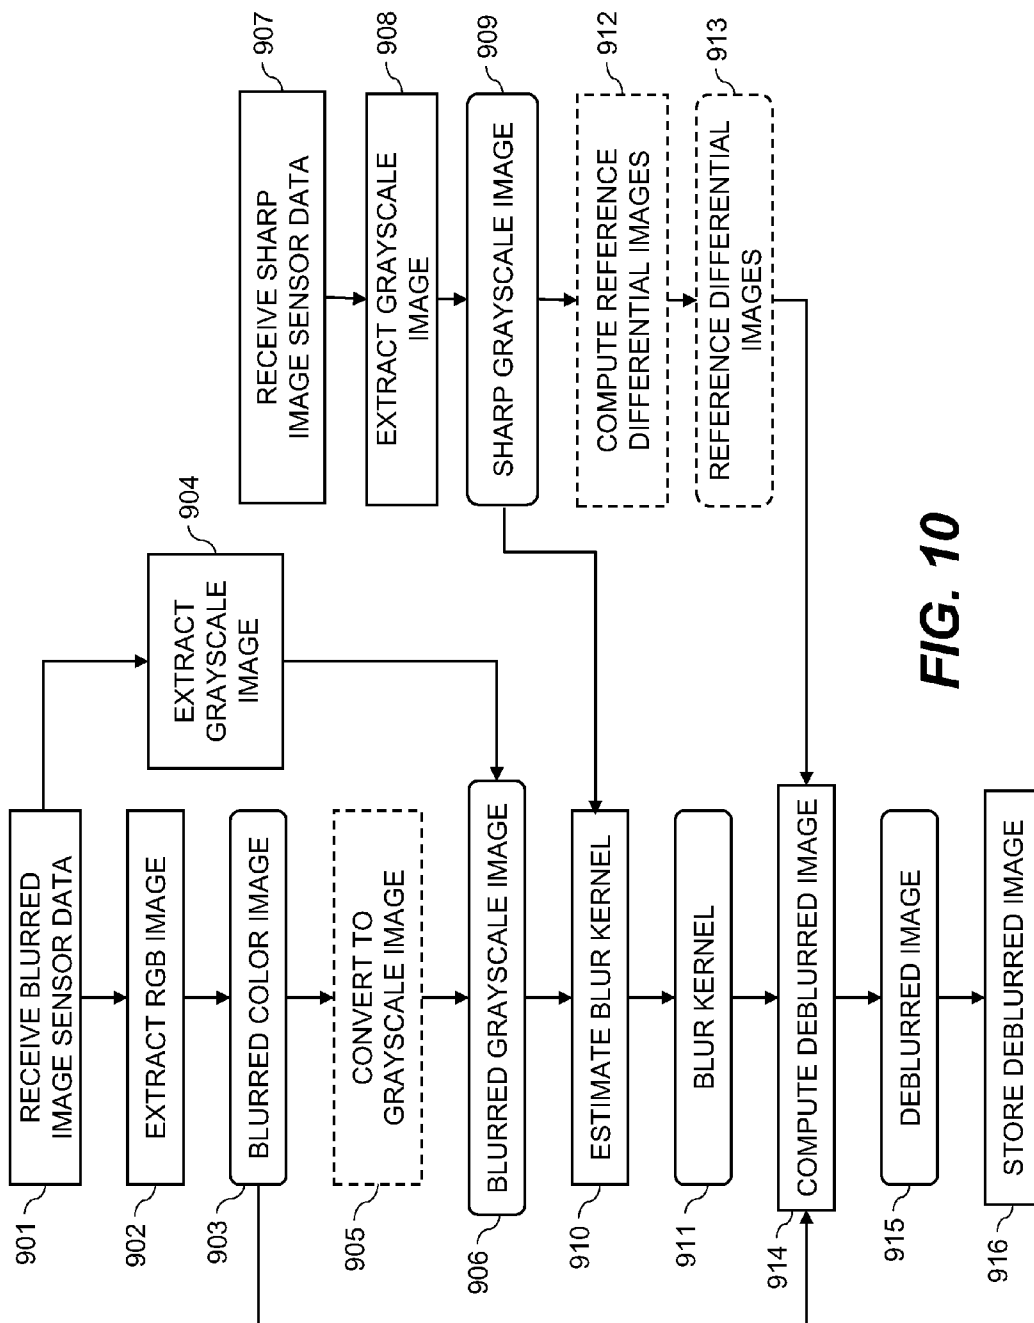 901
RECEIVE BLURRED
IMAGE SENSOR DATA
902
EXTRACT RGB IMAGE
903
BLURRED COLOR IMAGE
904
EXTRACT
GRAYSCALE
IMAGE
905
CONVERT TO
GRAYSCALE IMAGE
906
BLURRED GRAYSCALE IMAGE
907
RECEIVE SHARP
IMAGE SENSOR DATA
908
EXTRACT GRAYSCALE
IMAGE
909
SHARP GRAYSCALE IMAGE
910
ESTIMATE BLUR KERNEL
911
BLUR KERNEL
912
COMPUTE REFERENCE
DIFFERENTIAL IMAGES
913
REFERENCE DIFFERENTIAL
IMAGES
914
COMPUTE DEBLURRED IMAGE
915
DEBLURRED IMAGE
916
STORE DEBLURRED IMAGE
FIG. 10